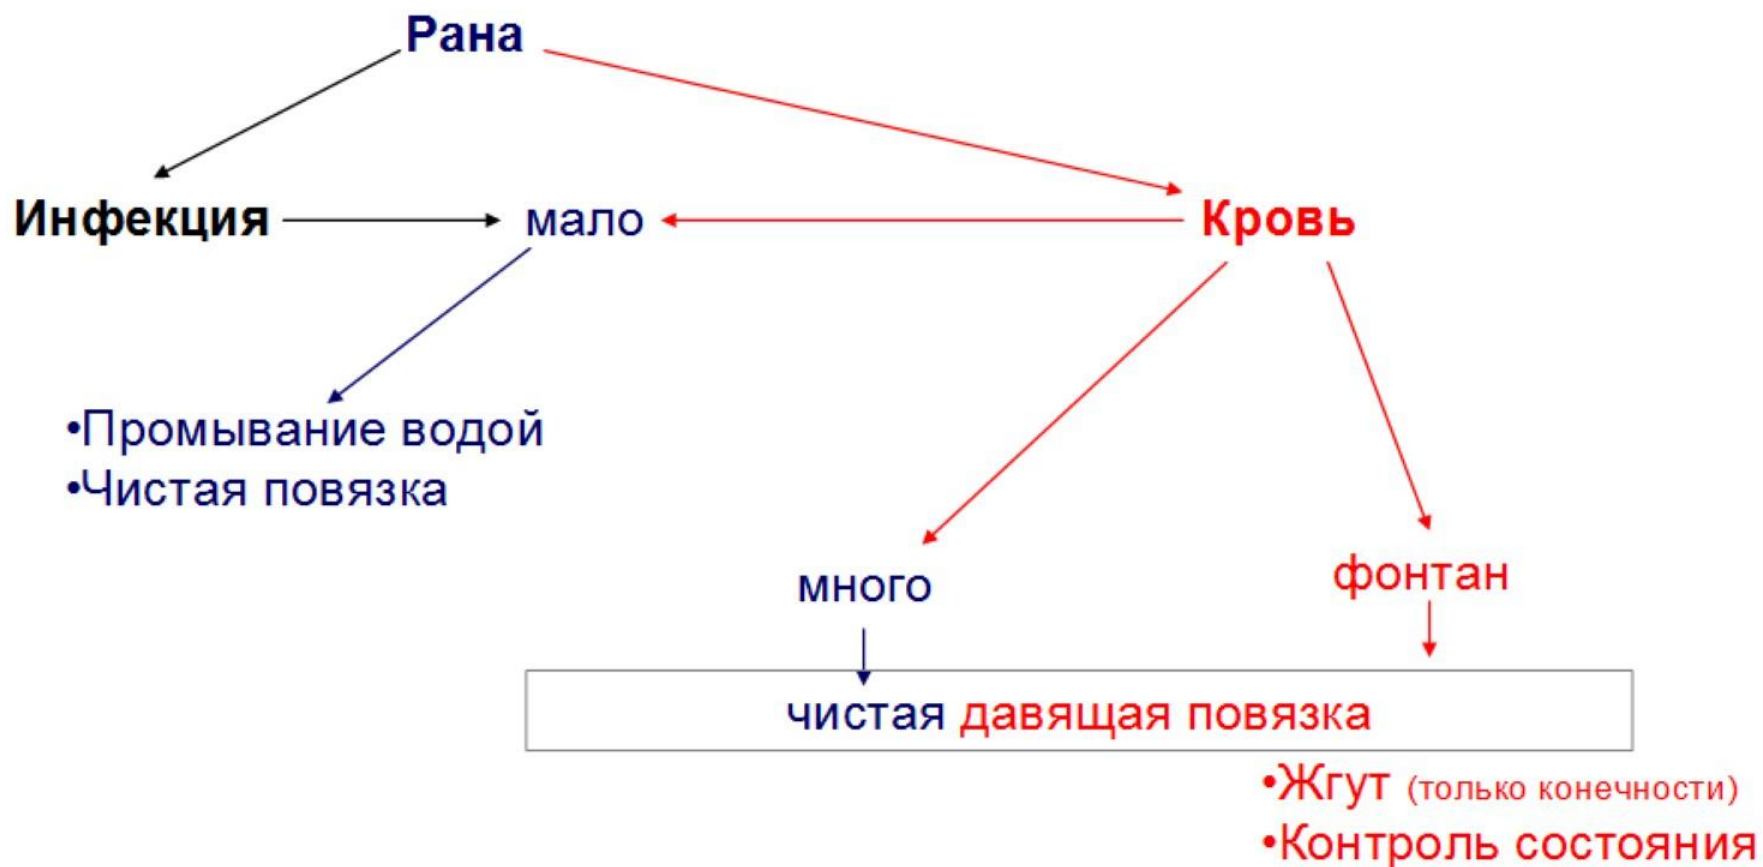 Рана
Инфекция мало Кровь
•Промывание водой
•Чистая повязка
много фонтан
чистая давящая повязка
•Жгут (только конечности)
•Контроль состояния